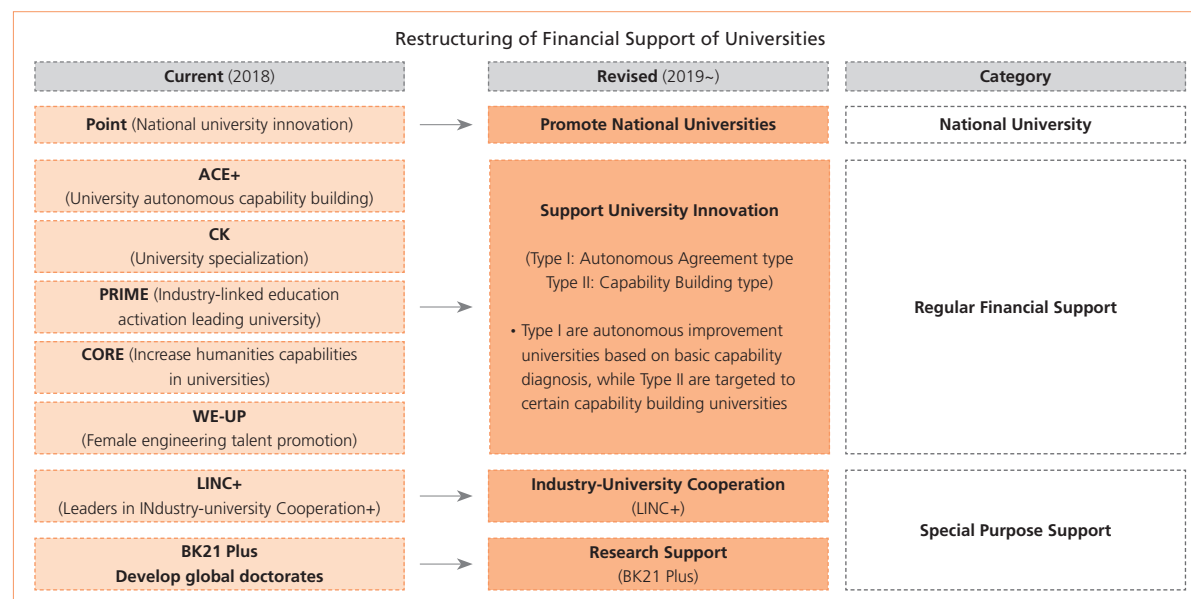 Restructuring of Financial Support of Universities
Current (2018)
Revised (2019~)
Category
Point (National university innovation)
Promote National Universities
National University
ACE+
(University autonomous capability building)
CK
(University specialization)
PRIME (Industry-linked education
activation leading university)
CORE (Increase humanities capabilities
in universities)
WE-UP
(Female engineering talent promotion)
Support University Innovation
(Type I: Autonomous Agreement type
Type II: Capability Building type)
• Type I are autonomous improvement
universities based on basic capability
diagnosis, while Type II are targeted to
certain capability building universities
Regular Financial Support
LINC+
(Leaders in INdustry-university Cooperation+)
Industry-University Cooperation
(LINC+)
BK21 Plus
Develop global doctorates
Research Support
(BK21 Plus)
Special Purpose Support